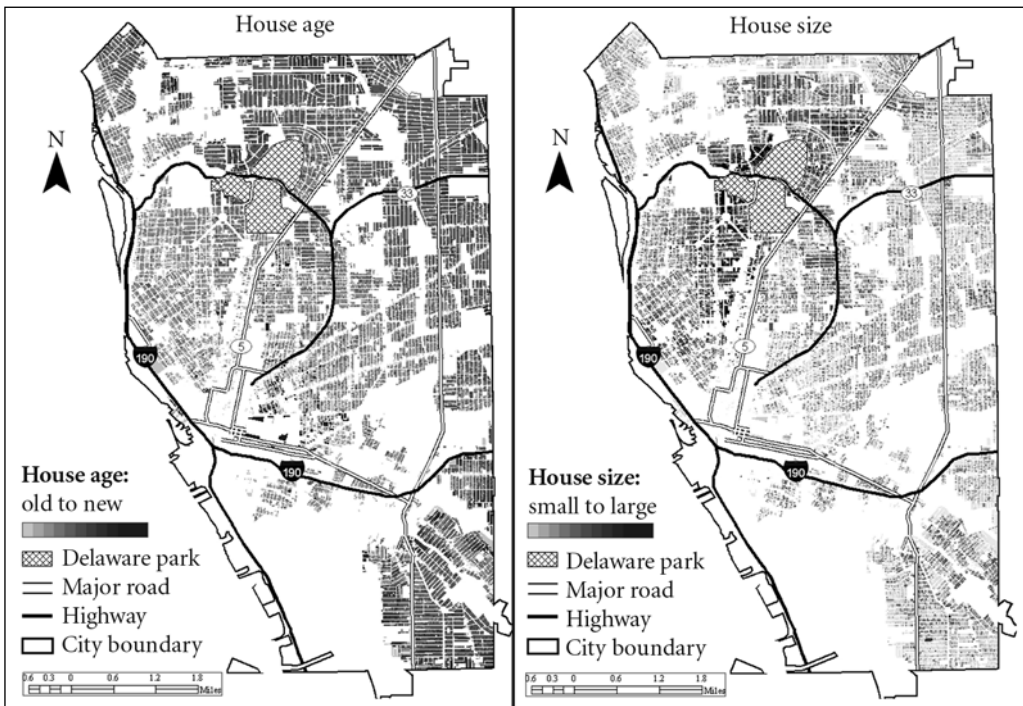 House age
N
33
5
190
190
House age:
old to new
Delaware park
Major road
Highway
City boundary
0.6 0.3 0 0.6 1.2 1.8
Miles
House size
N
33
5
190
190
House size:
small to large
Delaware park
Major road
Highway
City boundary
0.6 0.3 0 0.6 1.2 1.8
Miles